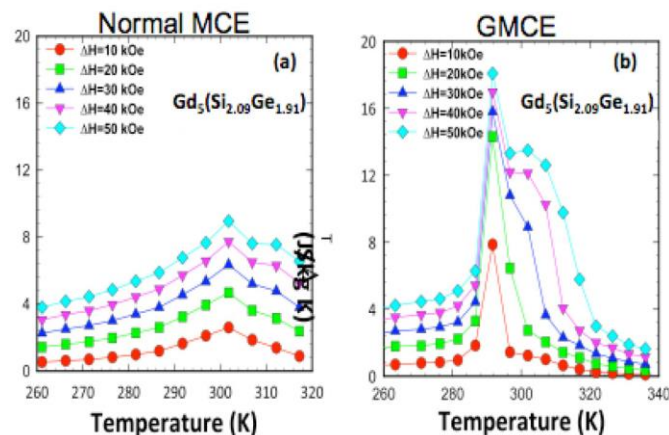 Normal MCE
GMCE
20
16
12
8
4
0
ΔH=10 kOe
ΔH=20 kOe
ΔH=30 kOe
ΔH=40 kOe
ΔH=50 kOe
(a)
Gd5(Si2.09Ge1.91)
260 270 280 290 300 310 320
Temperature (K)
20
16
12
8
4
0
ΔH=10kOe
ΔH=20kOe
ΔH=30kOe
ΔH=40kOe
ΔH=50kOe
(b)
Gd5(Si2.09Ge1.91)
260 280 300 320 340
Temperature (K)